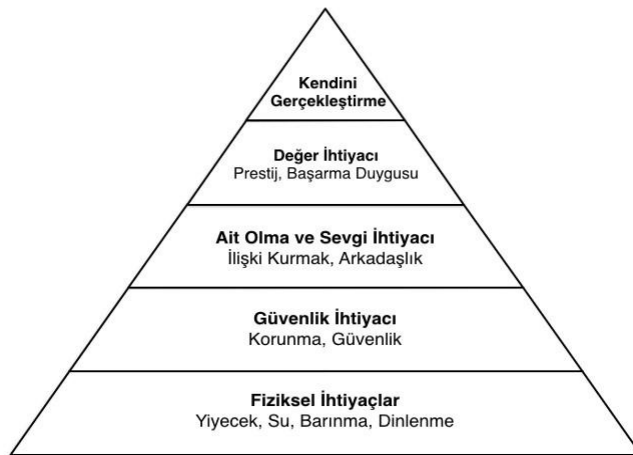 Kendini
Gerçekleştirme
Değer İhtiyacı
Prestij, Başarma Duygusu
Ait Olma ve Sevgi İhtiyacı
İlişki Kurmak, Arkadaşlık
Güvenlik İhtiyacı
Korunma, Güvenlik
Fiziksel İhtiyaçlar
Yiyecek, Su, Barınma, Dinlenme